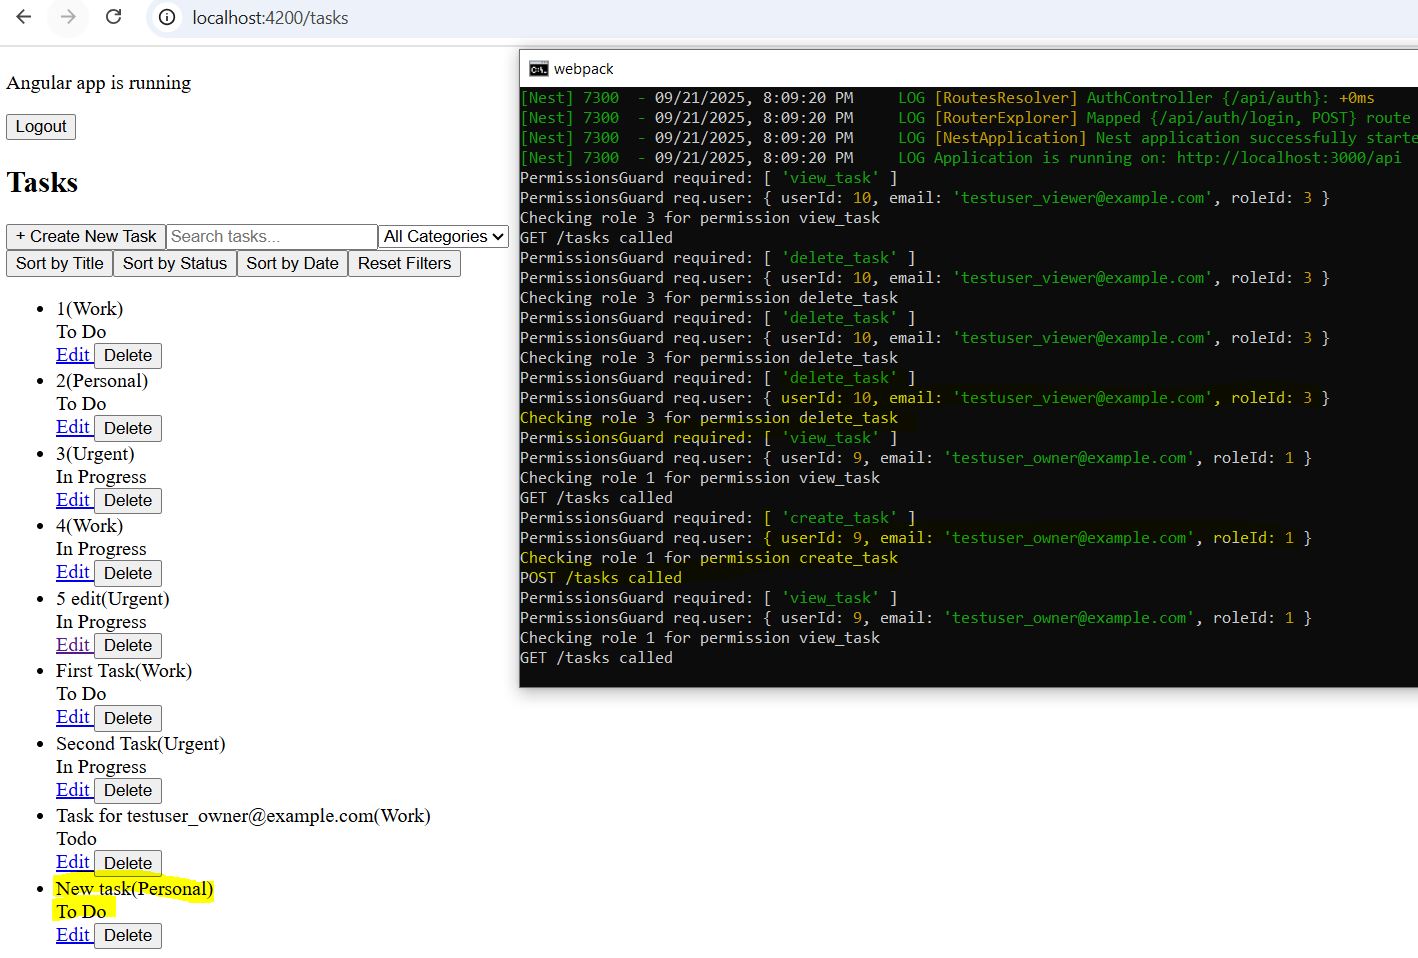 localhost:4200/tasks
Angular app is running
Logout
Tasks
+ Create New Task Search tasks... All Categories
Sort by Title Sort by Status Sort by Date Reset Filters
1(Work)
To Do
Edit Delete
2(Personal)
To Do
Edit Delete
3(Urgent)
In Progress
Edit Delete
4(Work)
In Progress
Edit Delete
5 edit(Urgent)
In Progress
Edit Delete
First Task(Work)
To Do
Edit Delete
Second Task(Urgent)
In Progress
Edit Delete
Task for testuser_owner@example.com(Work)
Todo
Edit Delete
New task(Personal)
To Do
Edit Delete
C:\. webpack
[Nest] 7300  - 09/21/2025, 8:09:20 PM     LOG [RoutesResolver] AuthController {/api/auth}: +0ms
[Nest] 7300  - 09/21/2025, 8:09:20 PM     LOG [RouterExplorer] Mapped {/api/auth/login, POST} route
[Nest] 7300  - 09/21/2025, 8:09:20 PM     LOG [NestApplication] Nest application successfully starte
[Nest] 7300  - 09/21/2025, 8:09:20 PM     LOG Application is running on: http://localhost:3000/api
PermissionsGuard required: [ 'view_task' ]
PermissionsGuard req.user: { userId: 10, email: 'testuser_viewer@example.com', roleId: 3 }
Checking role 3 for permission view_task
GET /tasks called
PermissionsGuard required: [ 'delete_task' ]
PermissionsGuard req.user: { userId: 10, email: 'testuser_viewer@example.com', roleId: 3 }
Checking role 3 for permission delete_task
PermissionsGuard required: [ 'delete_task' ]
PermissionsGuard req.user: { userId: 10, email: 'testuser_viewer@example.com', roleId: 3 }
Checking role 3 for permission delete_task
PermissionsGuard required: [ 'delete_task' ]
PermissionsGuard req.user: { userId: 10, email: 'testuser_viewer@example.com', roleId: 3 }
Checking role 3 for permission delete_task
PermissionsGuard required: [ 'view_task' ]
PermissionsGuard req.user: { userId: 9, email: 'testuser_owner@example.com', roleId: 1 }
Checking role 1 for permission view_task
GET /tasks called
PermissionsGuard required: [ 'create_task' ]
PermissionsGuard req.user: { userId: 9, email: 'testuser_owner@example.com', roleId: 1 }
Checking role 1 for permission create_task
POST /tasks called
PermissionsGuard required: [ 'view_task' ]
PermissionsGuard req.user: { userId: 9, email: 'testuser_owner@example.com', roleId: 1 }
Checking role 1 for permission view_task
GET /tasks called